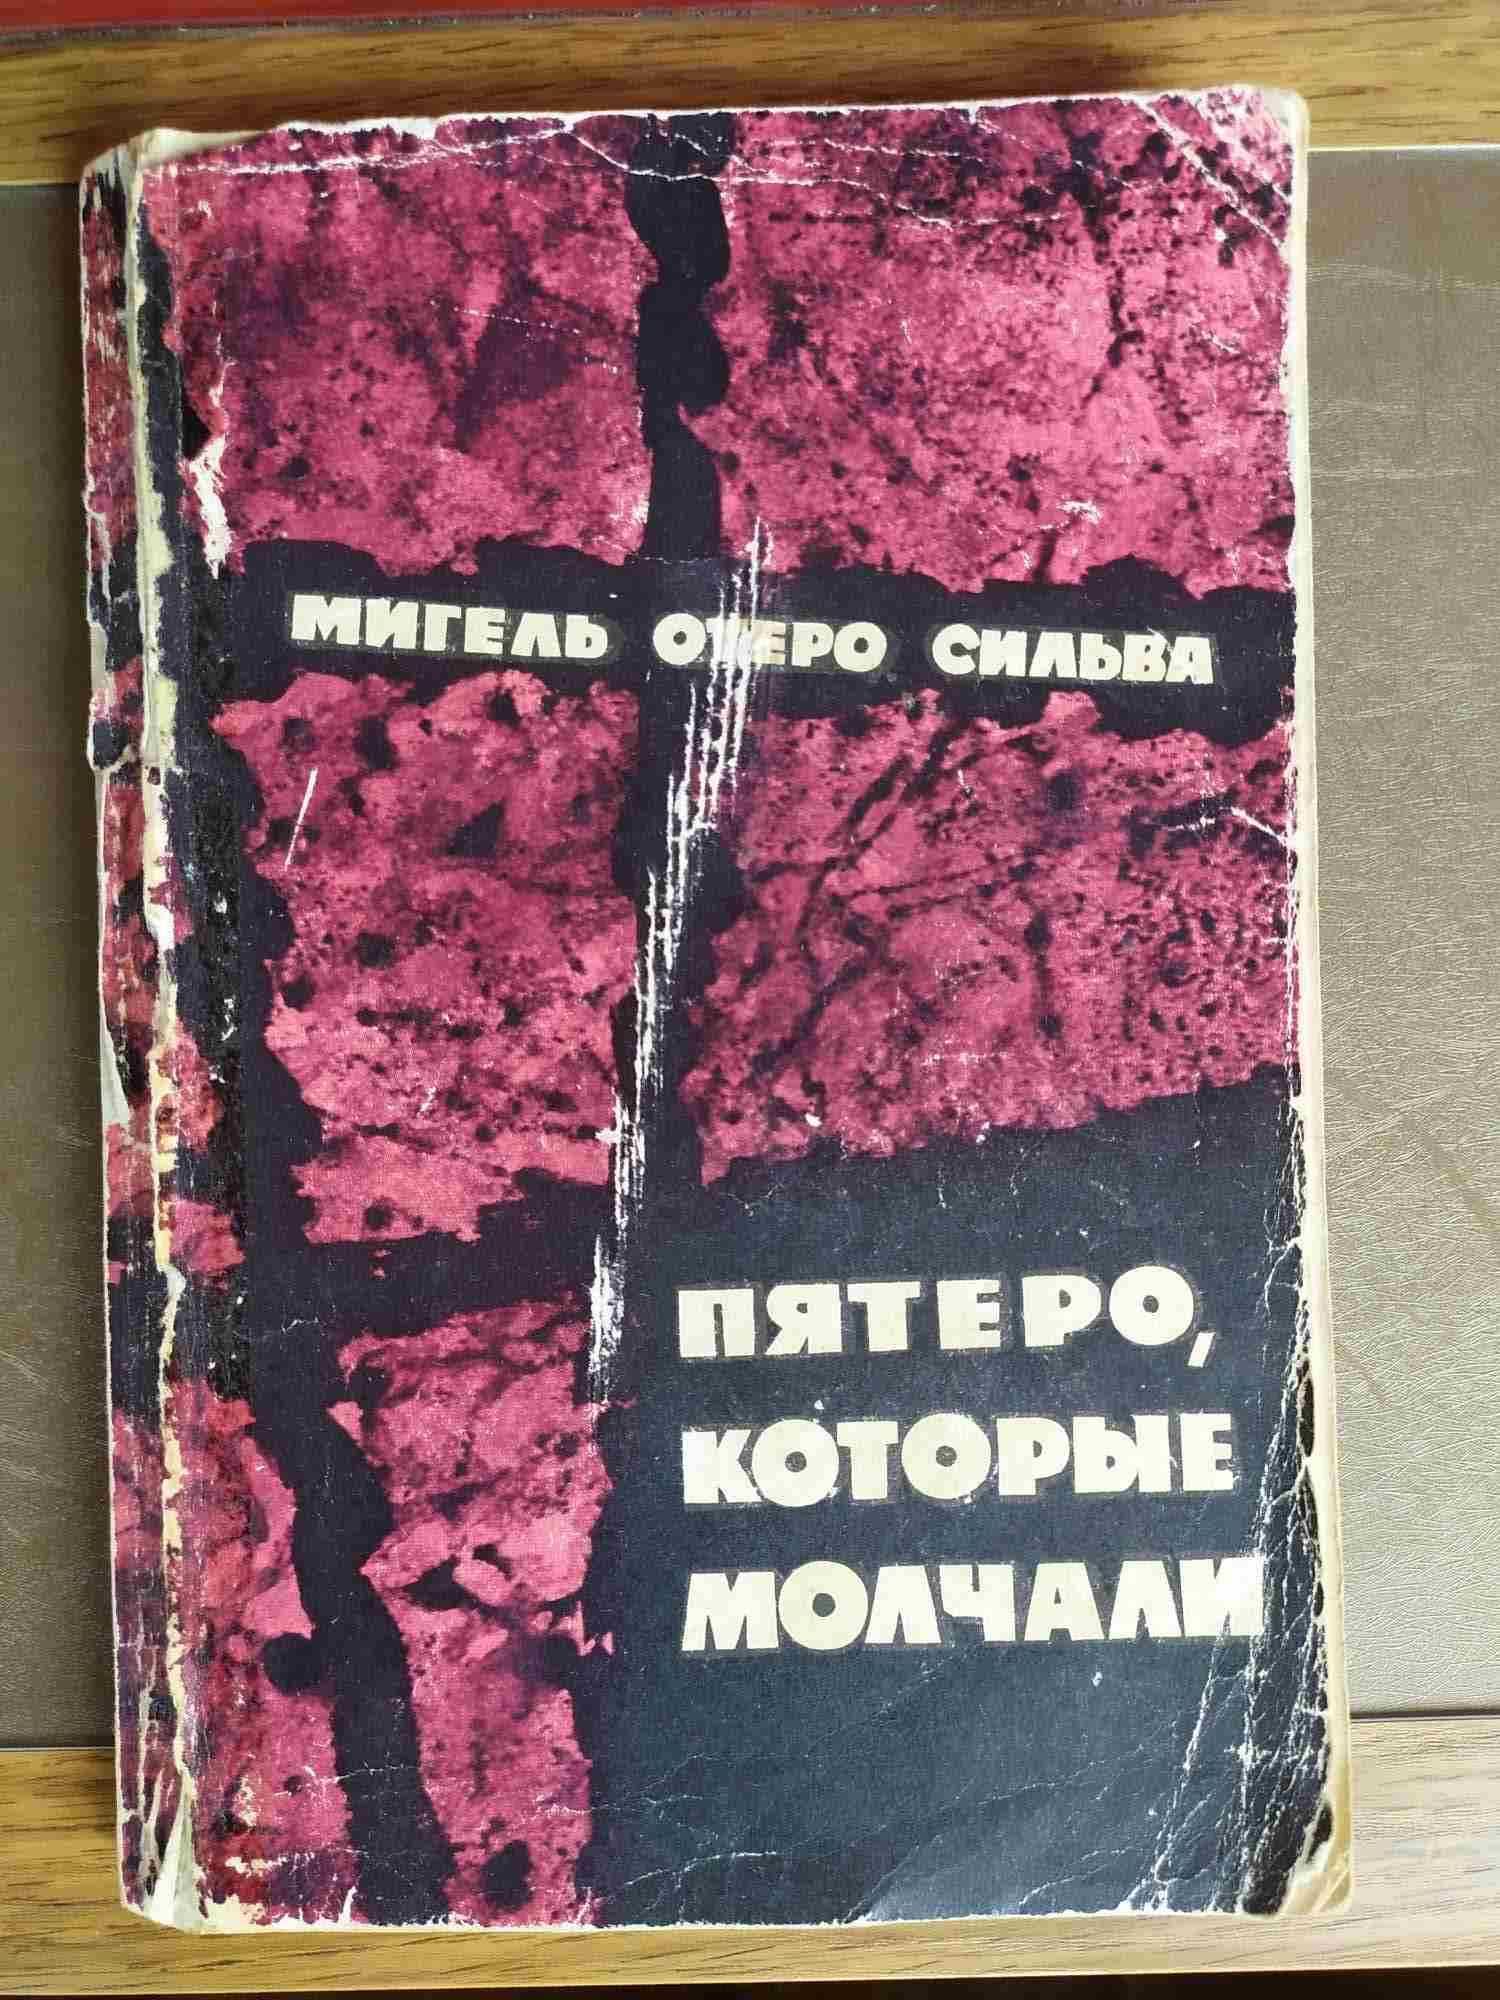 МИГЕЛЬ ОТЕРО СИЛЬВА
ПЯТЕРО,
КОТОРЫЕ
МОЛЧАЛИ